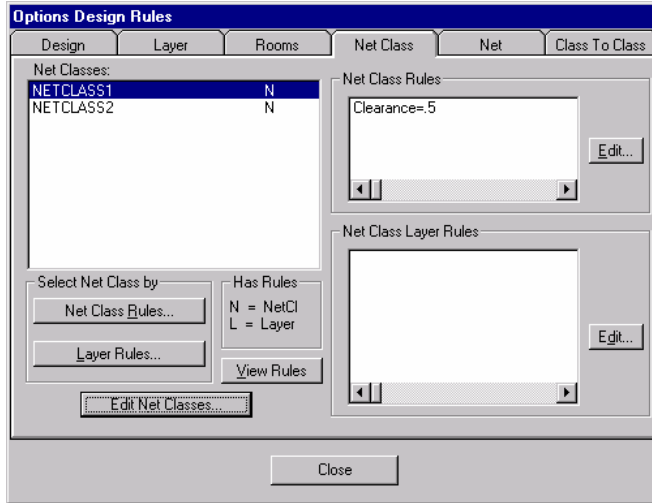 Options Design Rules
Design Layer Rooms Net Class Net Class To Class
Net Classes:
NETCLASS1 N
NETCLASS2 N
Net Class Rules
Clearance=.5
Edit...
Net Class Layer Rules
Edit...
Select Net Class by
Net Class Rules...
Layer Rules...
Has Rules
N = NetCl
L = Layer
View Rules
Edit Net Classes...
Close